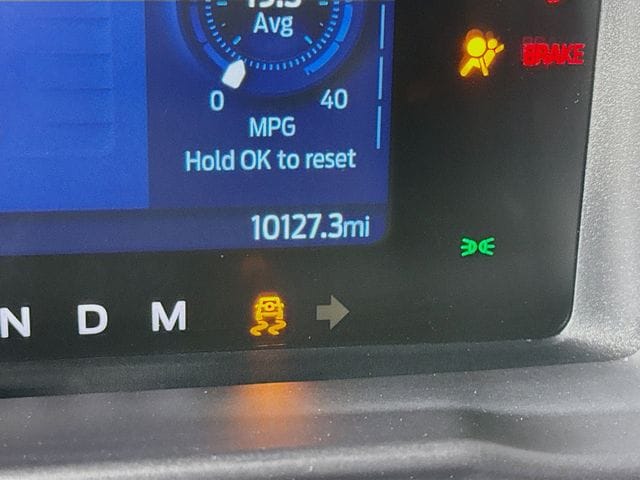 Avg
0 40
MPG
Hold OK to reset
BRAKE
10127.3mi
N D M